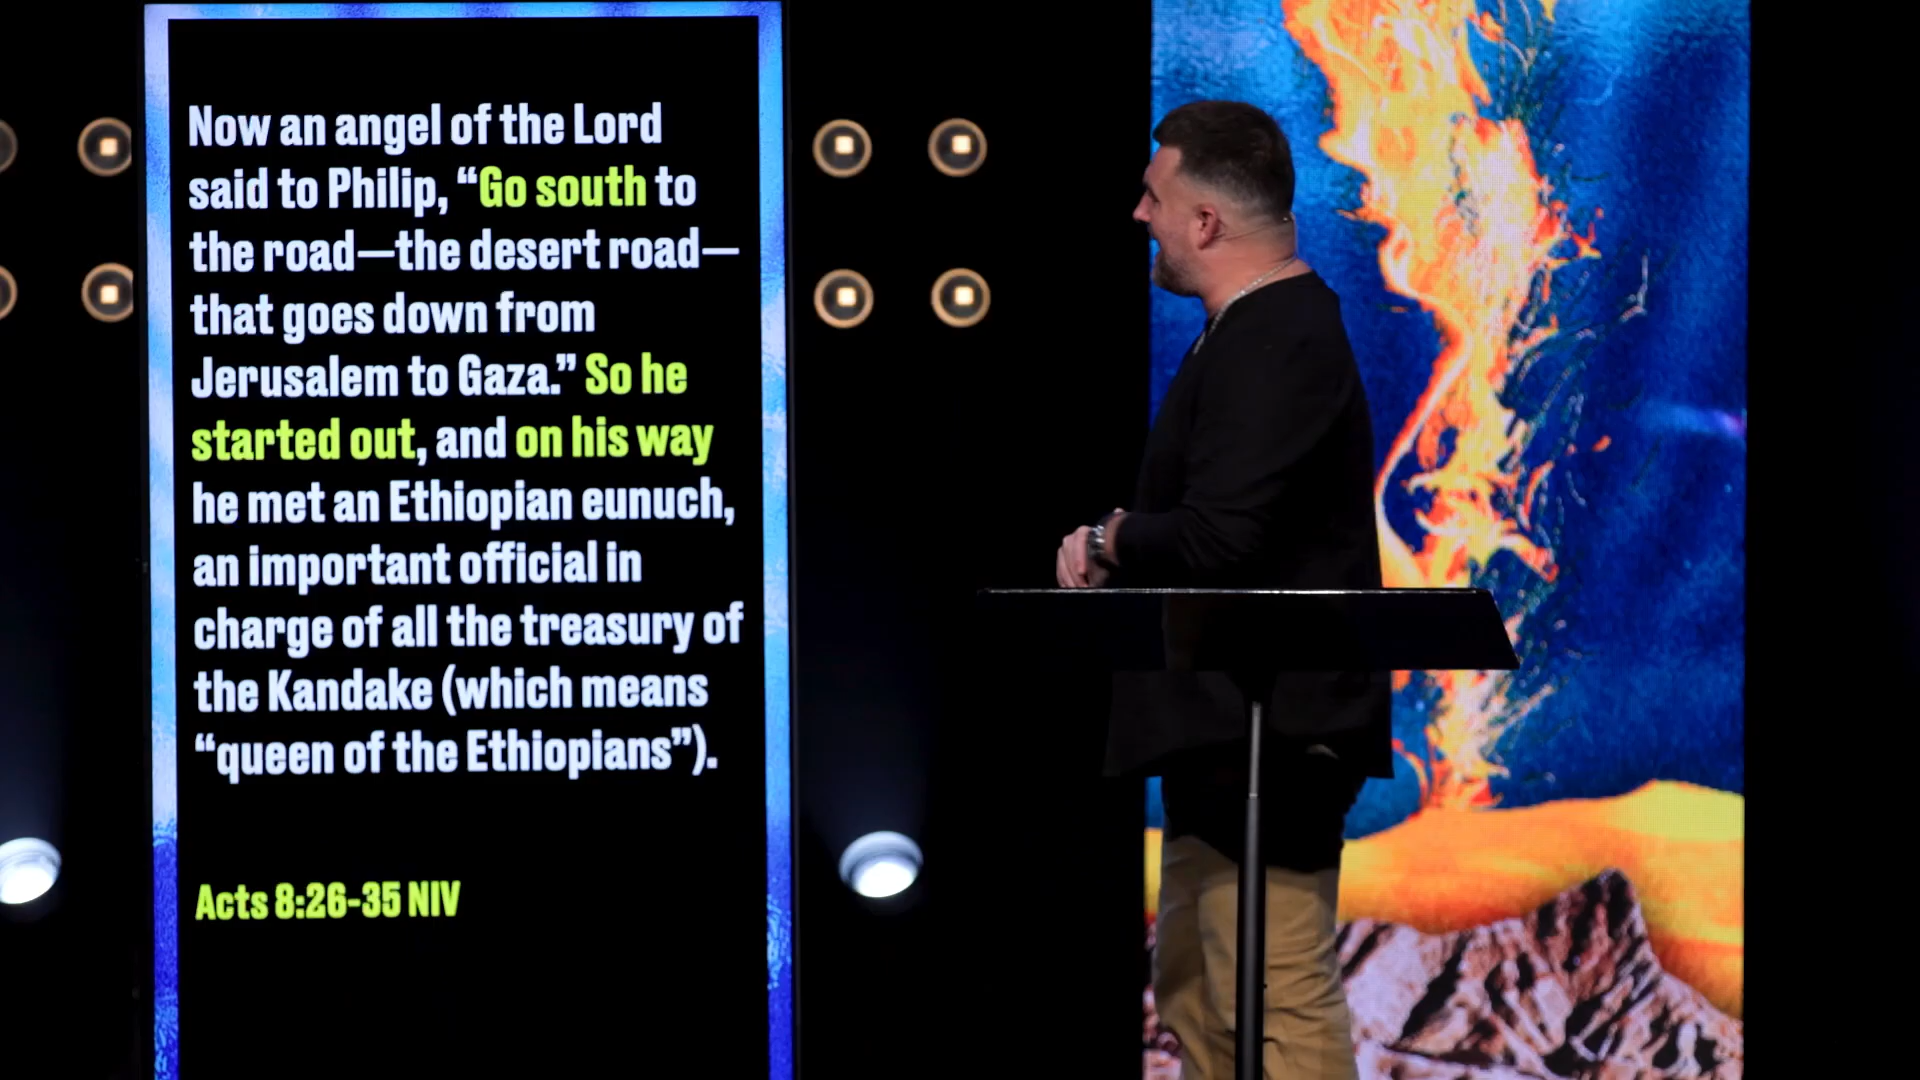 Now an angel of the Lord
said to Philip, “Go south to
the road—the desert road—
that goes down from
Jerusalem to Gaza.” So he
started out, and on his way
he met an Ethiopian eunuch,
an important official in
charge of all the treasury of
the Kandake (which means
“queen of the Ethiopians”).
Acts 8:26-35 NIV